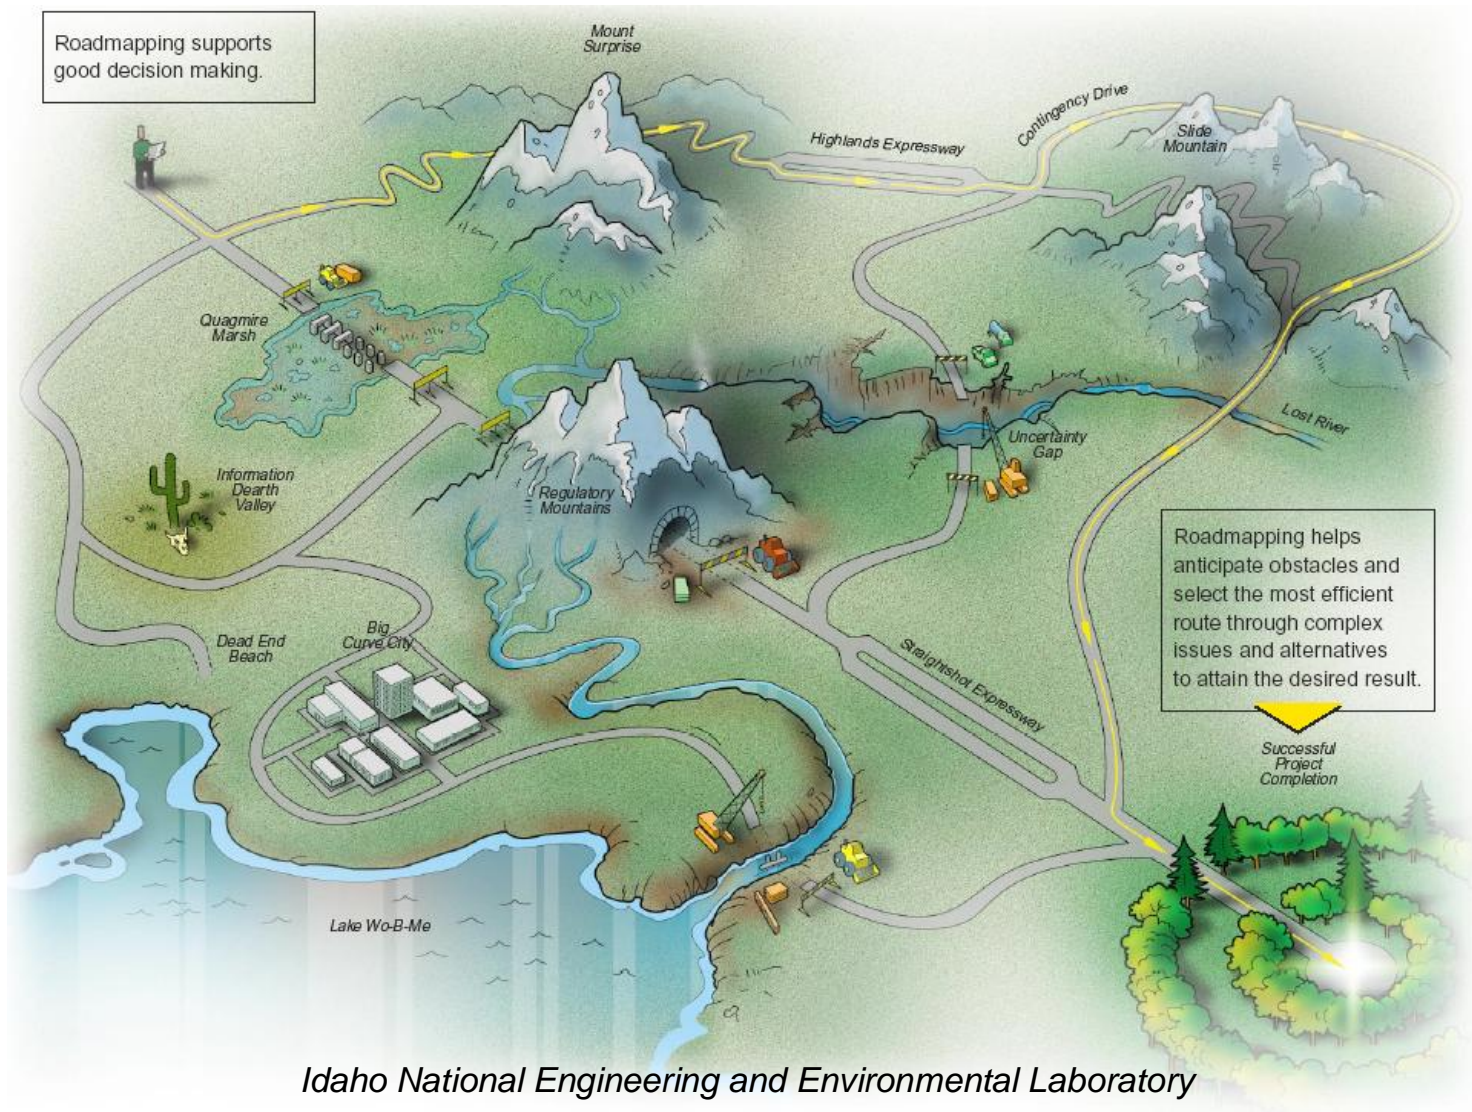 Roadmapping supports
good decision making.
Mount
Surprise
Highlands Expressway
Contingency Drive
Slide
Mountain
Quagmire
Marsh
Lost River
Uncertainty
Gap
Information
Dearth
Valley
Regulatory
Mountains
Roadmapping helps
anticipate obstacles and
select the most efficient
route through complex
issues and alternatives
to attain the desired result.
Dead End
Beach
Big
Curve City
Straightshot Expressway
Successful
Project
Completion
Lake Wo-B-Me
Idaho National Engineering and Environmental Laboratory